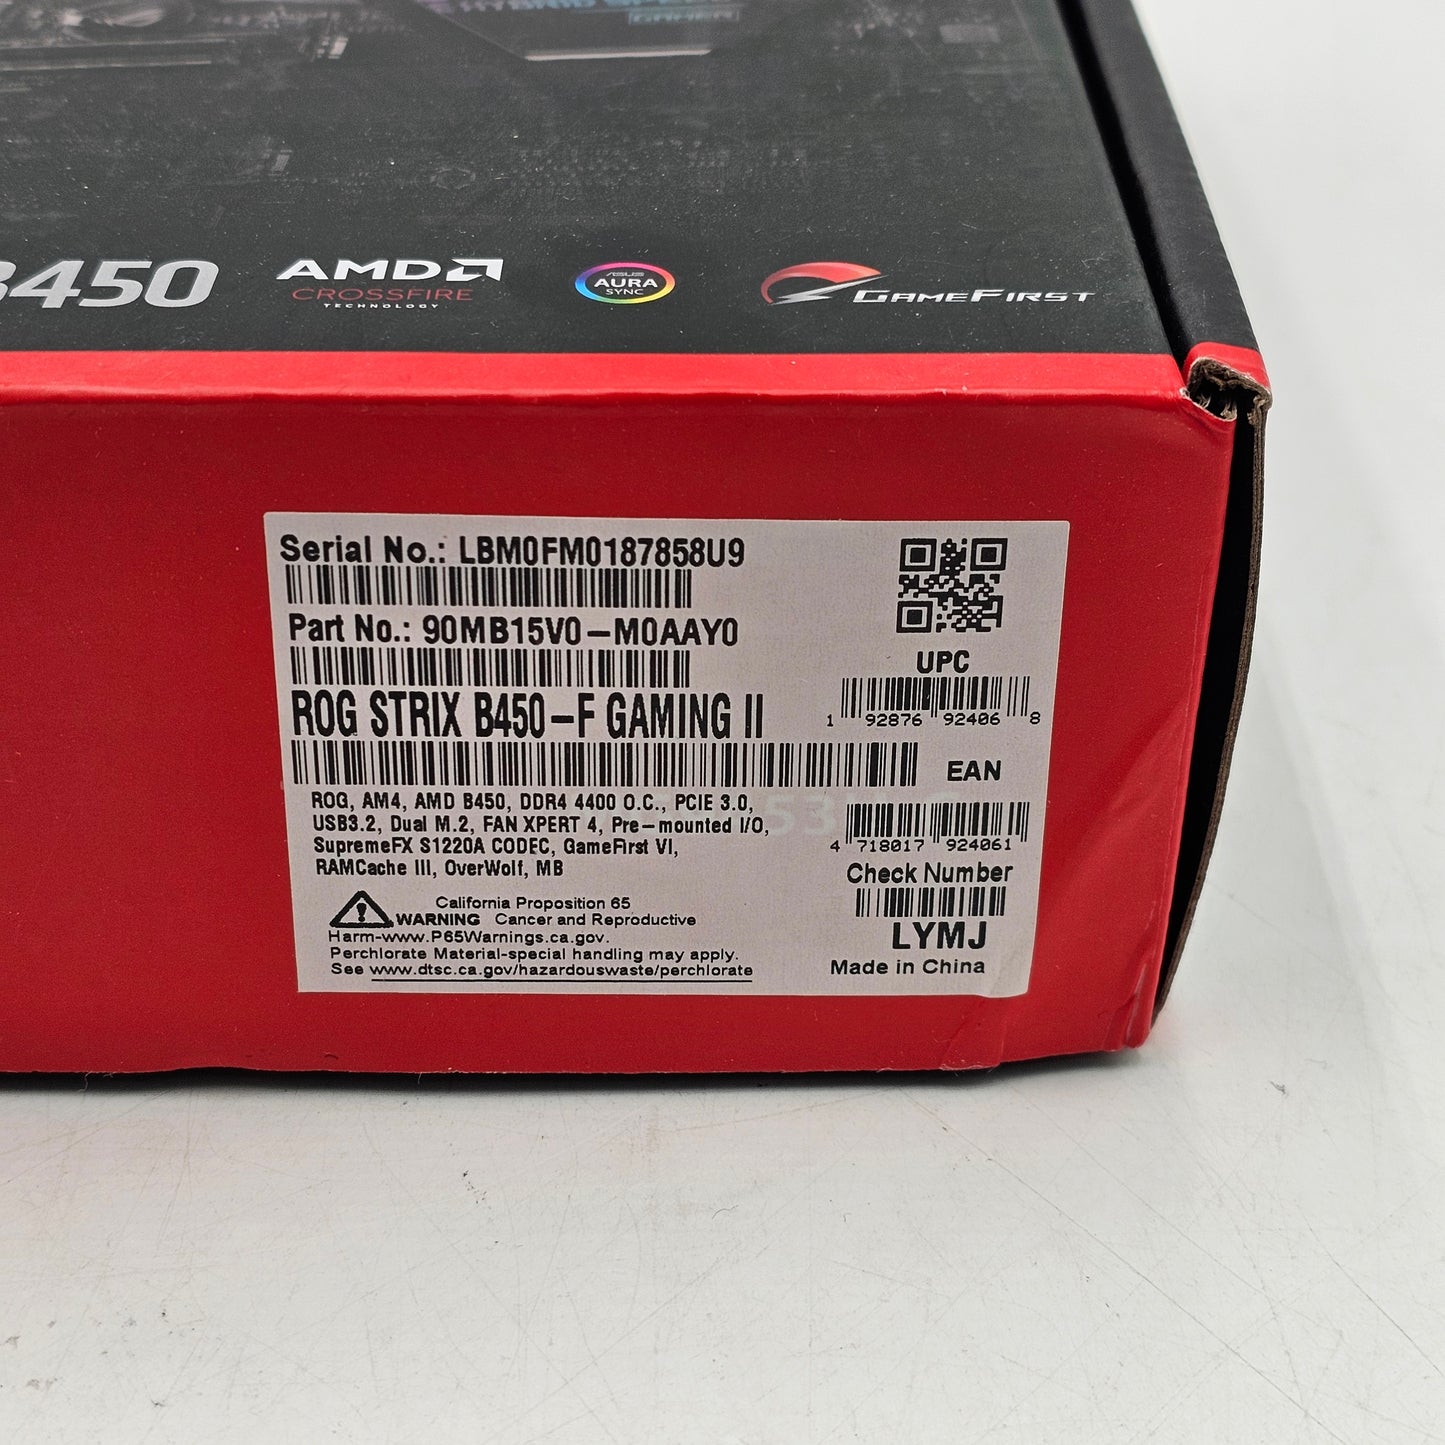 GAMING
B450
AMD
CROSSFIRE
TECHNOLOGY
ASUS
AURA
SYNC
GAMEFIRST
Serial No.: LBM0FM0187858U9
Part No.: 90MB15V0-M0AAY0
ROG STRIX B450-F GAMING II
ROG, AM4, AMD B450, DDR4 4400 O.C., PCIE 3.0,
USB3.2, Dual M.2, FAN XPERT 4, Pre-mounted I/O,
SupremeFX S1220A CODEC, GameFirst VI,
RAMCache III, OverWolf, MB
California Proposition 65
WARNING Cancer and Reproductive
Harm-www.P65Warnings.ca.gov.
Perchlorate Material-special handling may apply.
See www.dtsc.ca.gov/hazardouswaste/perchlorate
UPC
1 92876 92406 8
EAN
4 718017 924061
Check Number
LYMJ
Made in China